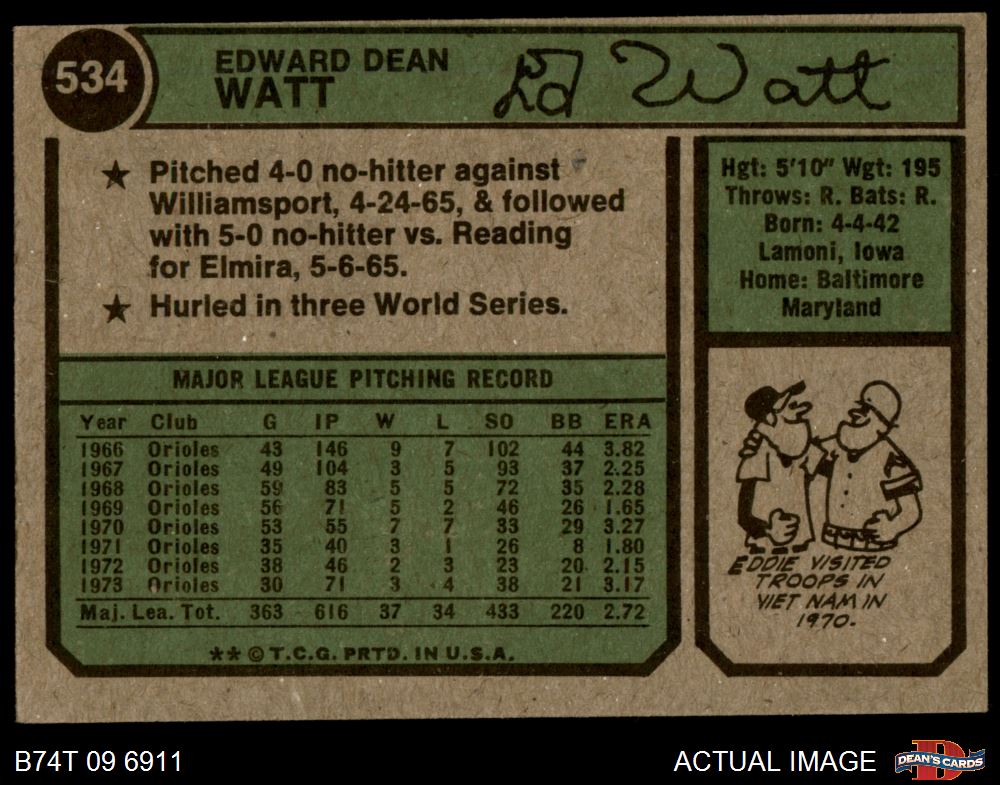 534
EDWARD DEAN
WATT
Ed Watt
★ Pitched 4-0 no-hitter against
Williamsport, 4-24-65, & followed
with 5-0 no-hitter vs. Reading
for Elmira, 5-6-65.
★ Hurled in three World Series.
Hgt: 5'10" Wgt: 195
Throws: R. Bats: R.
Born: 4-4-42
Lamoni, Iowa
Home: Baltimore
Maryland
MAJOR LEAGUE PITCHING RECORD
Year Club G IP W L SO BB ERA
1966 Orioles 43 146 9 7 102 44 3.82
1967 Orioles 49 104 3 5 93 37 2.25
1968 Orioles 59 83 5 5 72 35 2.28
1969 Orioles 56 71 5 2 46 26 1.65
1970 Orioles 53 55 7 7 33 29 3.27
1971 Orioles 35 40 3 1 26 8 1.80
1972 Orioles 38 46 2 3 23 20 2.15
1973 Orioles 30 71 3 4 38 21 3.17
Maj. Lea. Tot. 363 616 37 34 433 220 2.72
**©T.C.G. PRTD. IN U.S.A.
EDDIE VISITED
TROOPS IN
VIET NAM IN
1970.
B74T 09 6911
ACTUAL IMAGE
DEAN'S CARDS